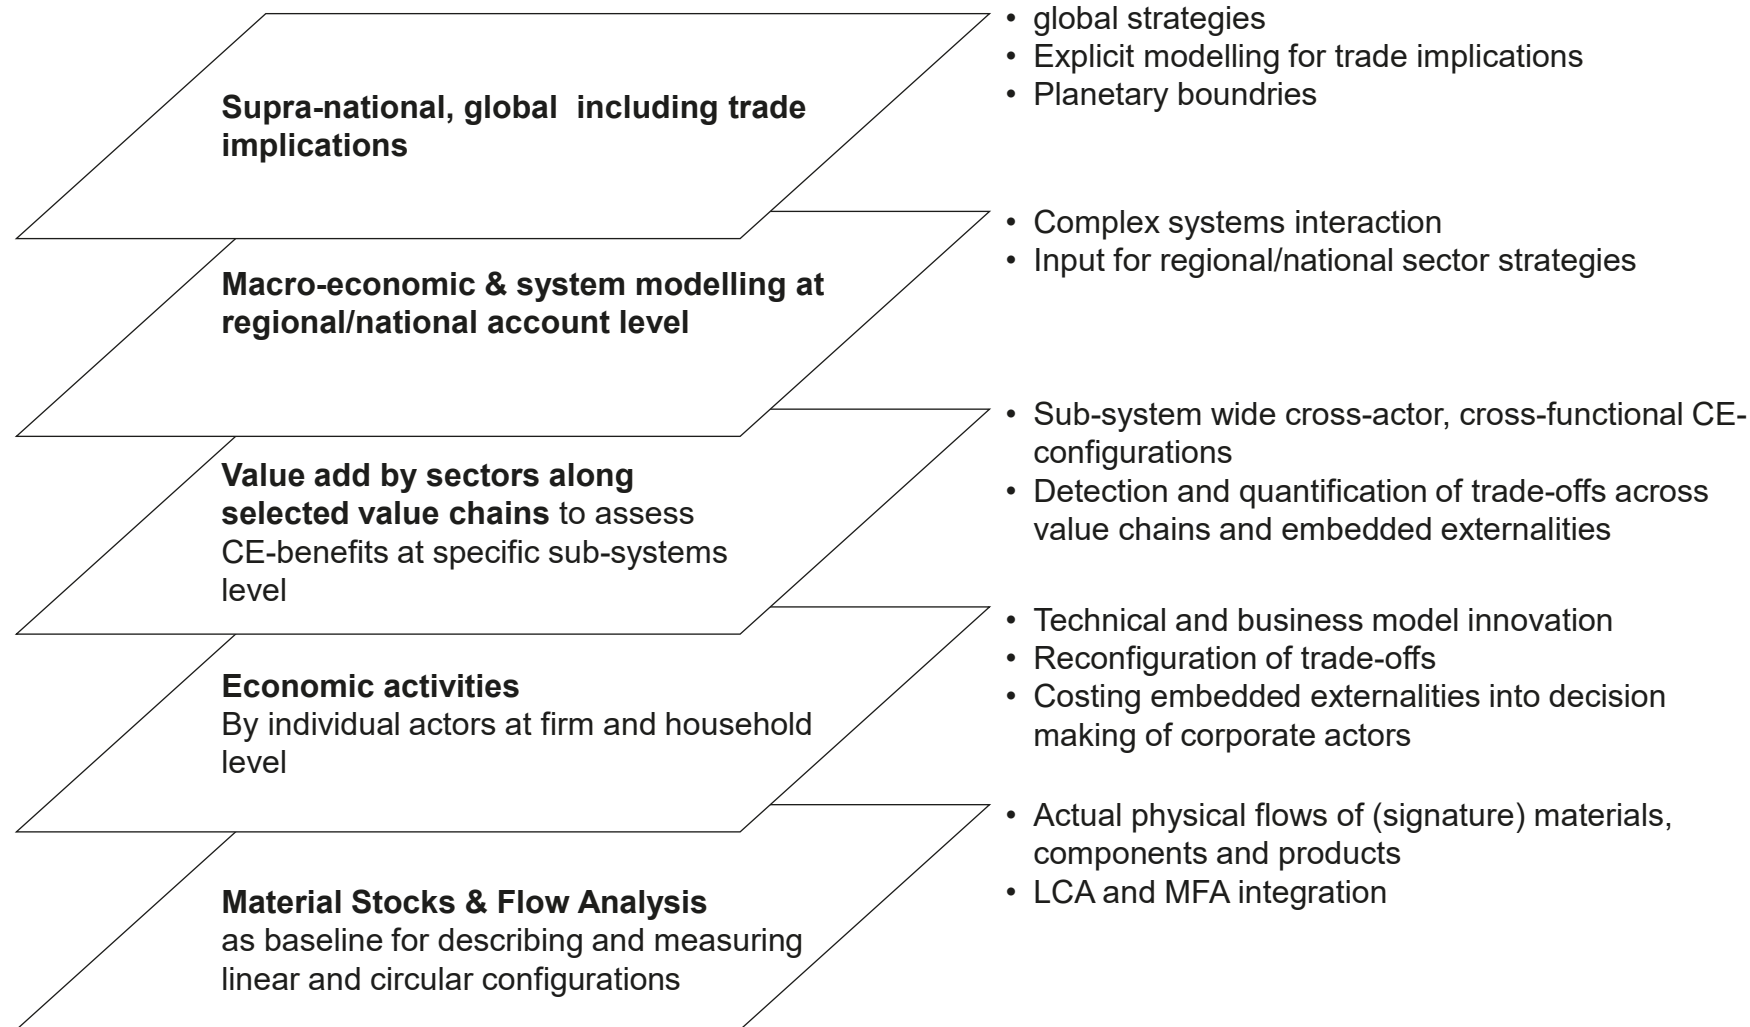 • global strategies
• Explicit modelling for trade implications
• Planetary boundries
Supra-national, global  including trade
implications
• Complex systems interaction
• Input for regional/national sector strategies
Macro-economic & system modelling at
regional/national account level
• Sub-system wide cross-actor, cross-functional CE-
configurations
• Detection and quantification of trade-offs across
value chains and embedded externalities
Value add by sectors along
selected value chains to assess
CE-benefits at specific sub-systems
level
• Technical and business model innovation
• Reconfiguration of trade-offs
• Costing embedded externalities into decision
making of corporate actors
Economic activities
By individual actors at firm and household
level
• Actual physical flows of (signature) materials,
components and products
• LCA and MFA integration
Material Stocks & Flow Analysis
as baseline for describing and measuring
linear and circular configurations